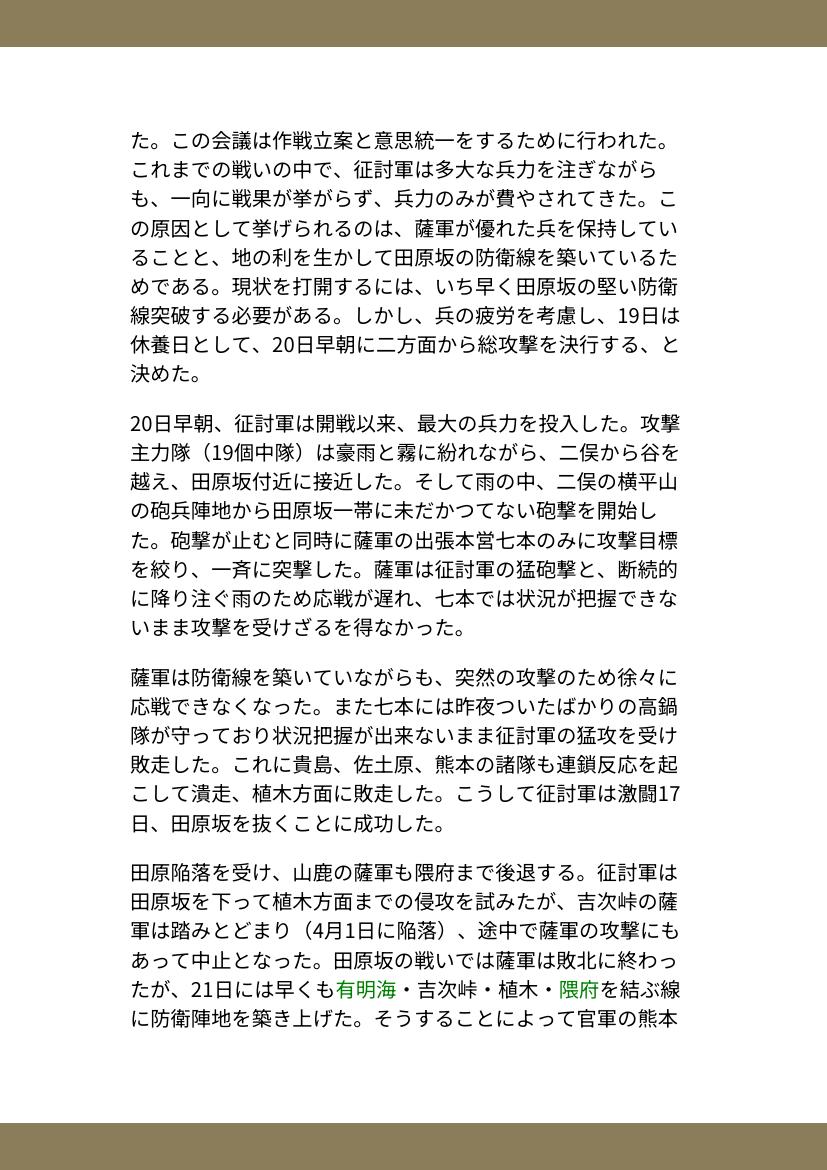 た。この会議は作戦立案と意思統一をするために行われた。
これまでの戦いの中で、征討軍は多大な兵力を注ぎながら
も、一向に戦果が挙がらず、兵力のみが費やされてきた。こ
の原因として挙げられるのは、薩軍が優れた兵を保持してい
ることと、地の利を生かして田原坂の防衛線を築いているた
めである。現状を打開するには、いち早く田原坂の堅い防衛
線突破する必要がある。しかし、兵の疲労を考慮し、19日は
休養日として、20日早朝に二方面から総攻撃を決行する、と
決めた。
20日早朝、征討軍は開戦以来、最大の兵力を投入した。攻撃
主力隊（19個中隊）は豪雨と霧に紛れながら、二俣から谷を
越え、田原坂付近に接近した。そして雨の中、二俣の横平山
の砲兵陣地から田原坂一帯に未だかつてない砲撃を開始し
た。砲撃が止むと同時に薩軍の出張本営七本のみに攻撃目標
を絞り、一斉に突撃した。薩軍は征討軍の猛砲撃と、断続的
に降り注ぐ雨のため応戦が遅れ、七本では状況が把握できな
いまま攻撃を受けざるを得なかった。
薩軍は防衛線を築いていながらも、突然の攻撃のため徐々に
応戦できなくなった。また七本には昨夜ついたばかりの高鍋
隊が守っており状況把握が出来ないまま征討軍の猛攻を受け
敗走した。これに貴島、佐土原、熊本の諸隊も連鎖反応を起
こして潰走、植木方面に敗走した。こうして征討軍は激闘17
日、田原坂を抜くことに成功した。
田原陥落を受け、山鹿の薩軍も隈府まで後退する。征討軍は
田原坂を下って植木方面までの侵攻を試みたが、吉次峠の薩
軍は踏みとどまり（4月1日に陥落）、途中で薩軍の攻撃にも
あって中止となった。田原坂の戦いでは薩軍は敗北に終わっ
たが、21日には早くも有明海・吉次峠・植木・隈府を結ぶ線
に防衛陣地を築き上げた。そうすることによって官軍の熊本